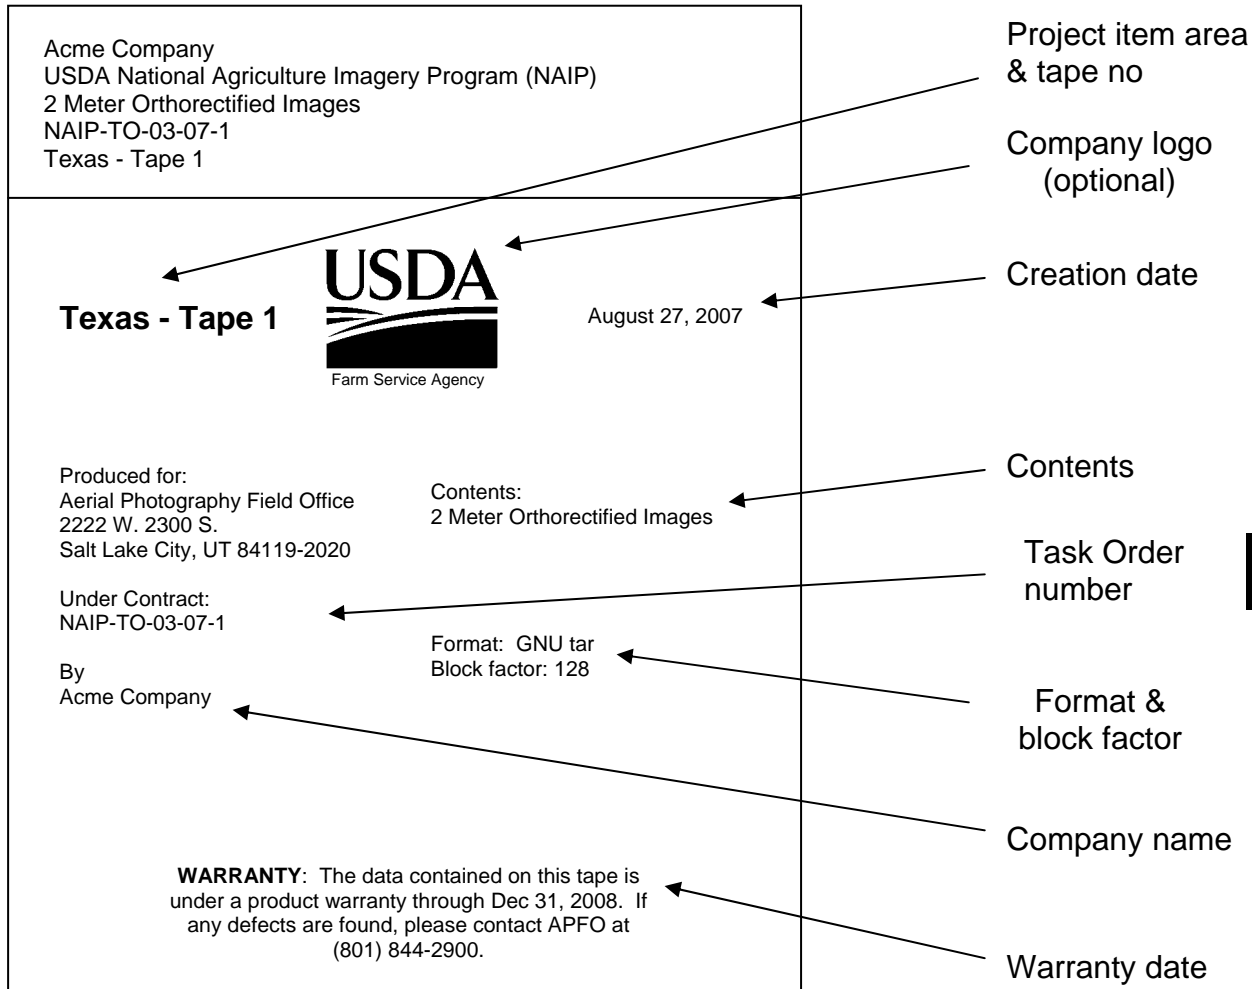 Acme Company
USDA National Agriculture Imagery Program (NAIP)
2 Meter Orthorectified Images
NAIP-TO-03-07-1
Texas - Tape 1
Texas - Tape 1
USDA
Farm Service Agency
August 27, 2007
Produced for:
Aerial Photography Field Office
2222 W. 2300 S.
Salt Lake City, UT 84119-2020
Under Contract:
NAIP-TO-03-07-1
By
Acme Company
Contents:
2 Meter Orthorectified Images
Format:  GNU tar
Block factor: 128
WARRANTY:  The data contained on this tape is
under a product warranty through Dec 31, 2008.  If
any defects are found, please contact APFO at
(801) 844-2900.
Project item area
& tape no
Company logo
(optional)
Creation date
Contents
Task Order
number
Format &
block factor
Company name
Warranty date